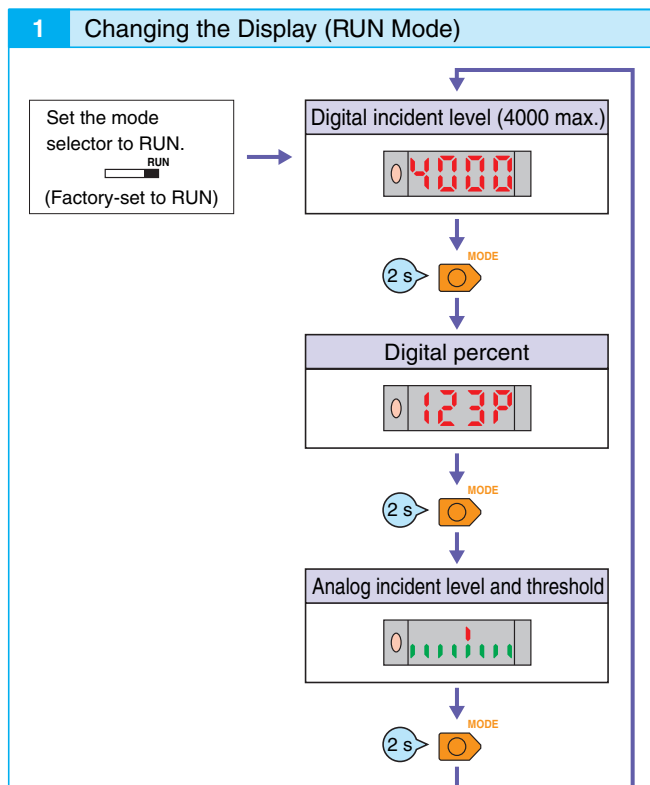 1 Changing the Display (RUN Mode)
Set the mode
selector to RUN.
RUN
(Factory-set to RUN)
Digital incident level (4000 max.)
4000
MODE
2 s
Digital percent
123P
MODE
2 s
Analog incident level and threshold
MODE
2 s